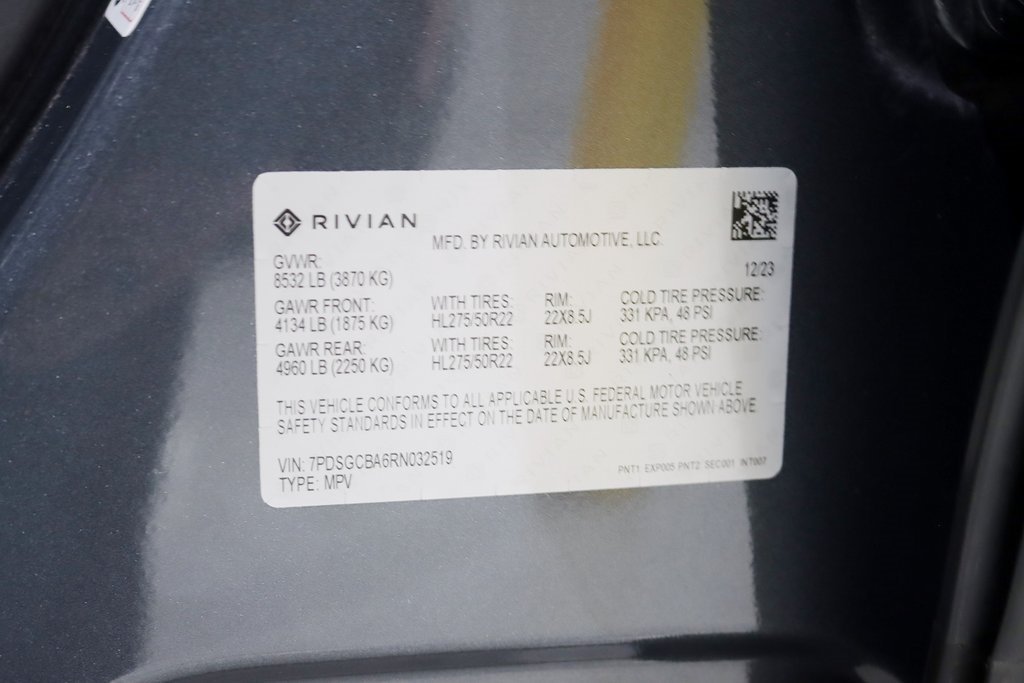 RIVIAN
MFD. BY RIVIAN AUTOMOTIVE, LLC.
12/23
GVWR:
8532 LB (3870 KG)
GAWR FRONT: WITH TIRES: RIM: COLD TIRE PRESSURE:
4134 LB (1875 KG) HL275/50R22 22X8.5J 331 KPA, 48 PSI
GAWR REAR: WITH TIRES: RIM: COLD TIRE PRESSURE:
4960 LB (2250 KG) HL275/50R22 22X8.5J 331 KPA, 48 PSI
THIS VEHICLE CONFORMS TO ALL APPLICABLE U.S. FEDERAL MOTOR VEHICLE
SAFETY STANDARDS IN EFFECT ON THE DATE OF MANUFACTURE SHOWN ABOVE
VIN: 7PDSGCBA6RN032519
TYPE: MPV
PNT1 EXP005 PNT2 SEC001 INT007